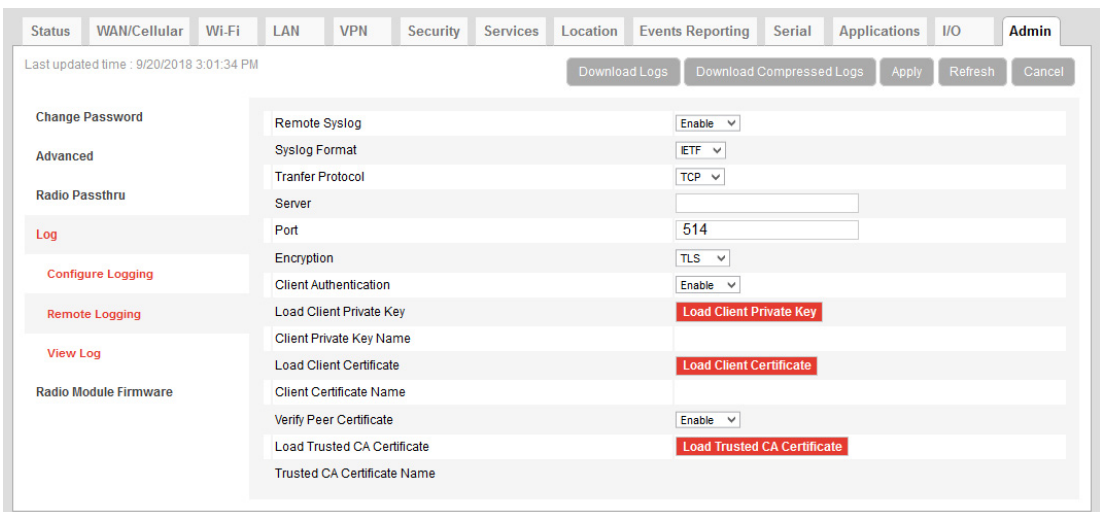 Status WAN/Cellular Wi-Fi LAN VPN Security Services Location Events Reporting Serial Applications I/O Admin
Last updated time : 9/20/2018 3:01:34 PM
Download Logs Download Compressed Logs Apply Refresh Cancel
Change Password
Advanced
Radio Passthru
Log
Configure Logging
Remote Logging
View Log
Radio Module Firmware
Remote Syslog Enable
Syslog Format IETF
Tranfer Protocol TCP
Server
Port 514
Encryption TLS
Client Authentication Enable
Load Client Private Key Load Client Private Key
Client Private Key Name
Load Client Certificate Load Client Certificate
Client Certificate Name
Verify Peer Certificate Enable
Load Trusted CA Certificate Load Trusted CA Certificate
Trusted CA Certificate Name